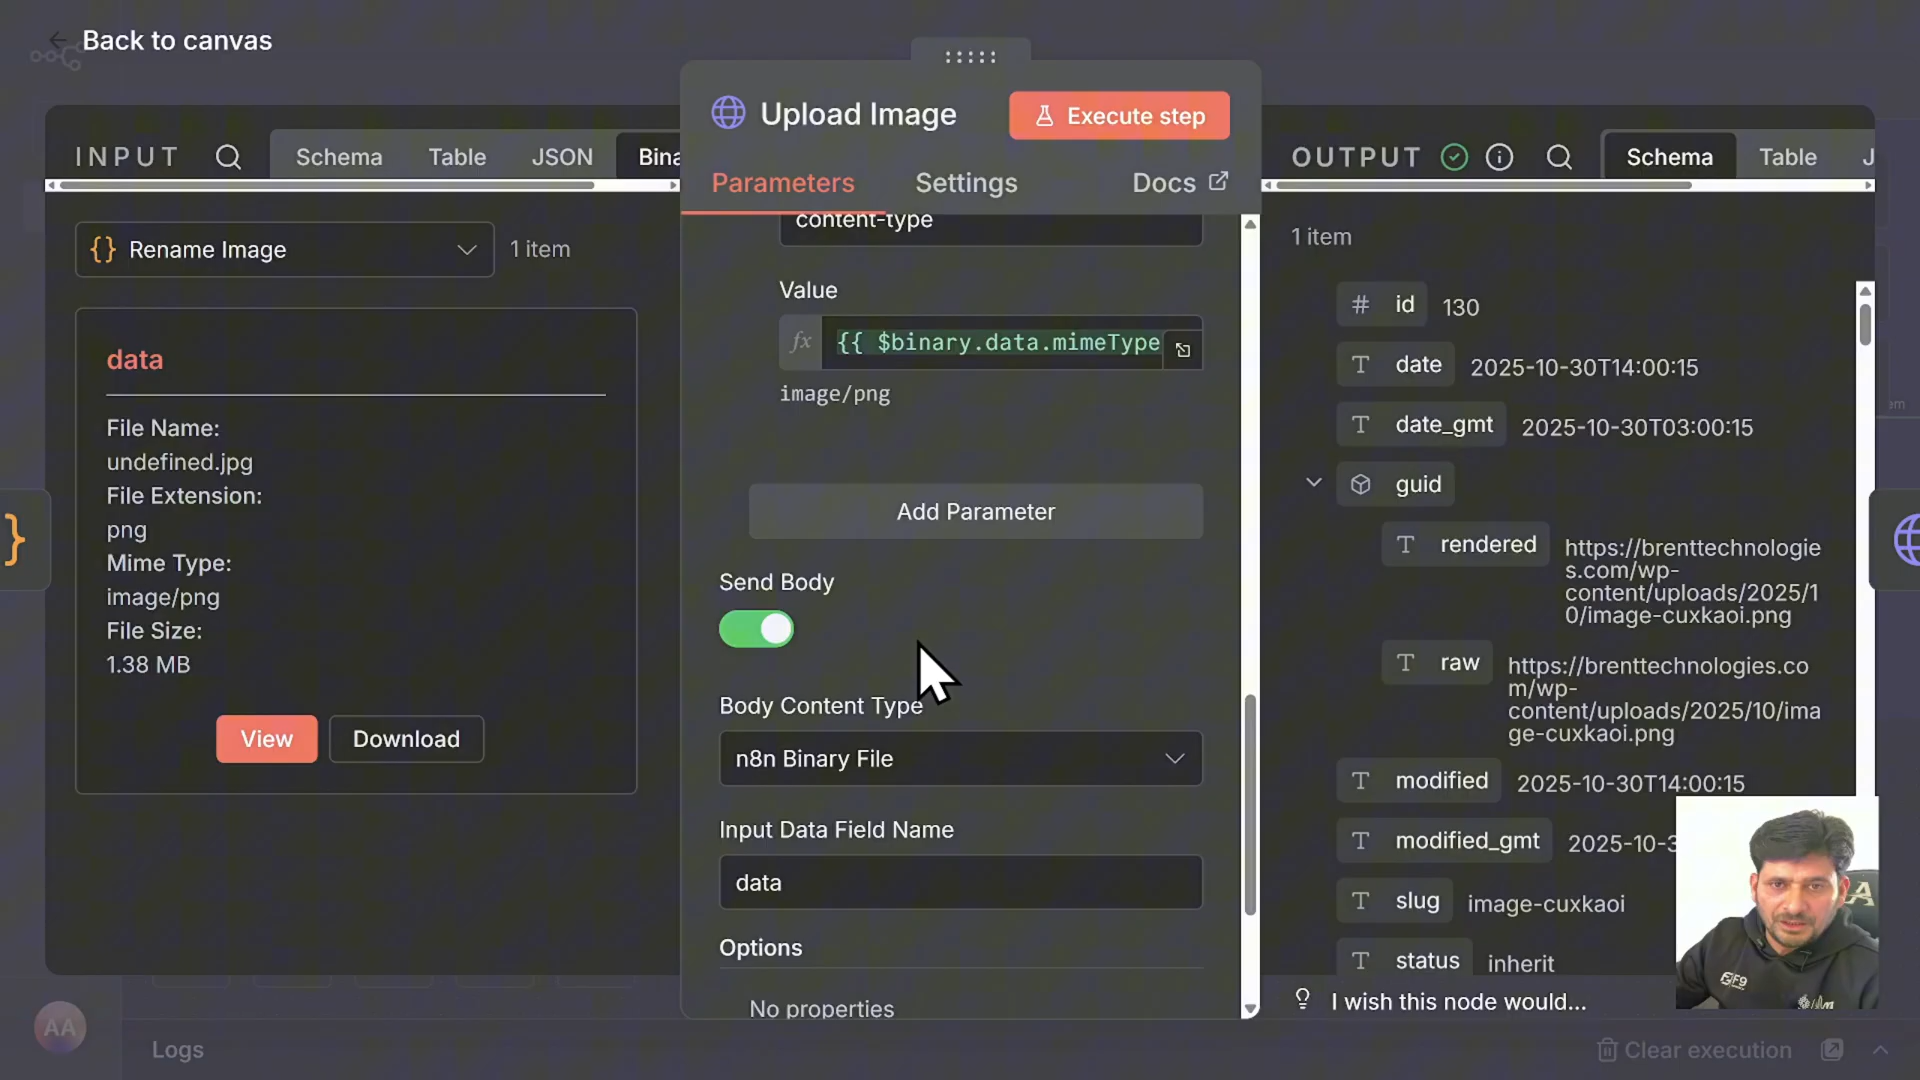 Back to canvas
Upload Image
Execute step
INPUT
Schema
Table
JSON
Bina
Parameters
Settings
Docs
OUTPUT
Schema
Table
J
Rename Image
1 item
data
File Name:
undefined.jpg
File Extension:
png
Mime Type:
image/png
File Size:
1.38 MB
View
Download
content-type
Value
fx
{{ $binary.data.mimeType
image/png
Add Parameter
Send Body
Body Content Type
n8n Binary File
Input Data Field Name
data
Options
No properties
1 item
# id 130
T date 2025-10-30T14:00:15
T date_gmt 2025-10-30T03:00:15
guid
T rendered https://brenttechnologie
s.com/wp-
content/uploads/2025/1
0/image-cuxkaoi.png
T raw https://brenttechnologies.co
m/wp-
content/uploads/2025/10/ima
ge-cuxkaoi.png
T modified 2025-10-30T14:00:15
T modified_gmt 2025-10-3
T slug image-cuxkaoi
T status inherit
I wish this node would...
AA
Logs
Clear execution